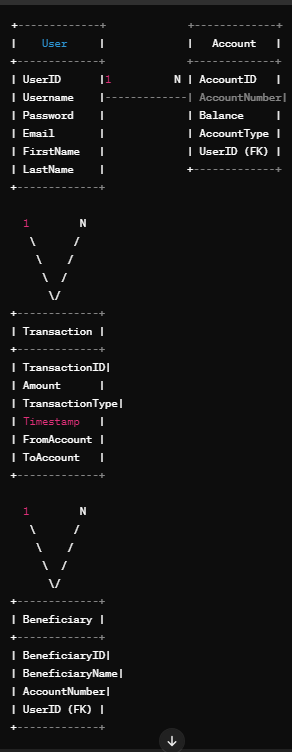 +-------------+              +-------------+
|    User     |              |   Account   |
+-------------+              +-------------+
| UserID      |1          N | AccountID   |
| Username    |-------------| AccountNumber|
| Password    |             | Balance     |
| Email       |             | AccountType |
| FirstName   |             | UserID (FK) |
| LastName    |             +-------------+
+-------------+
  1        N
   \      /
    \    /
     \  /
      \/
+-------------+
| Transaction |
+-------------+
| TransactionID|
| Amount      |
| TransactionType|
| Timestamp   |
| FromAccount |
| ToAccount   |
+-------------+
  1        N
   \      /
    \    /
     \  /
      \/
+-------------+
| Beneficiary |
+-------------+
| BeneficiaryID|
| BeneficiaryName|
| AccountNumber|
| UserID (FK) |
+-------------+